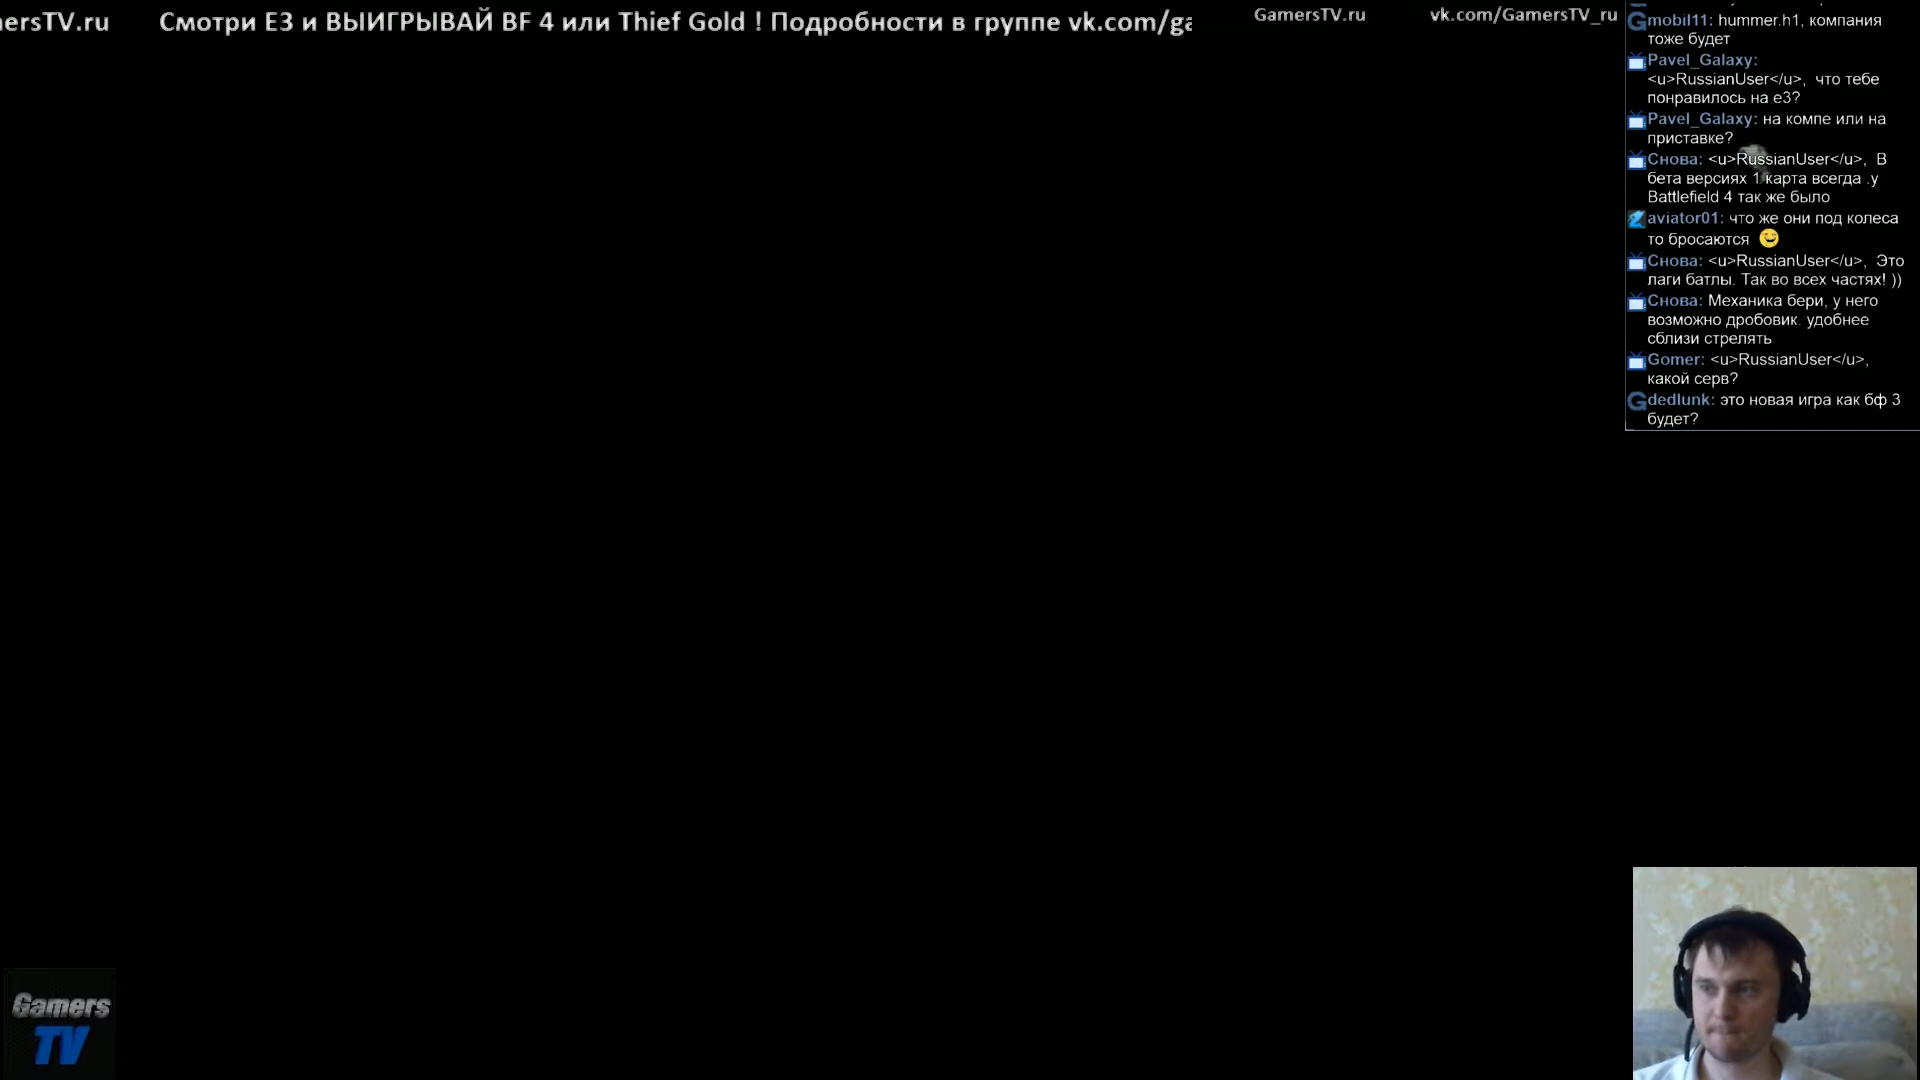 nersTV.ru Смотри Е3 и ВЫИГРЫВАЙ BF 4 или Thief Gold ! Подробности в группе vk.com/ga
GamersTV.ru vk.com/GamersTV_ru
mobil11: hummer.h1, компания
тоже будет
Pavel_Galaxy:
<u>RussianUser</u>, что тебе
понравилось на е3?
Pavel_Galaxy: на компе или на
приставке?
Снова: <u>RussianUser</u>, В
бета версиях 1 карта всегда .у
Battlefield 4 так же было
aviator01: что же они под колеса
то бросаются
Снова: <u>RussianUser</u>, Это
лаги батлы. Так во всех частях! ))
Снова: Механика бери, у него
возможно дробовик. удобнее
сблизи стрелять
Gomer: <u>RussianUser</u>,
какой серв?
dedlunk: это новая игра как бф 3
будет?
Gamers
TV